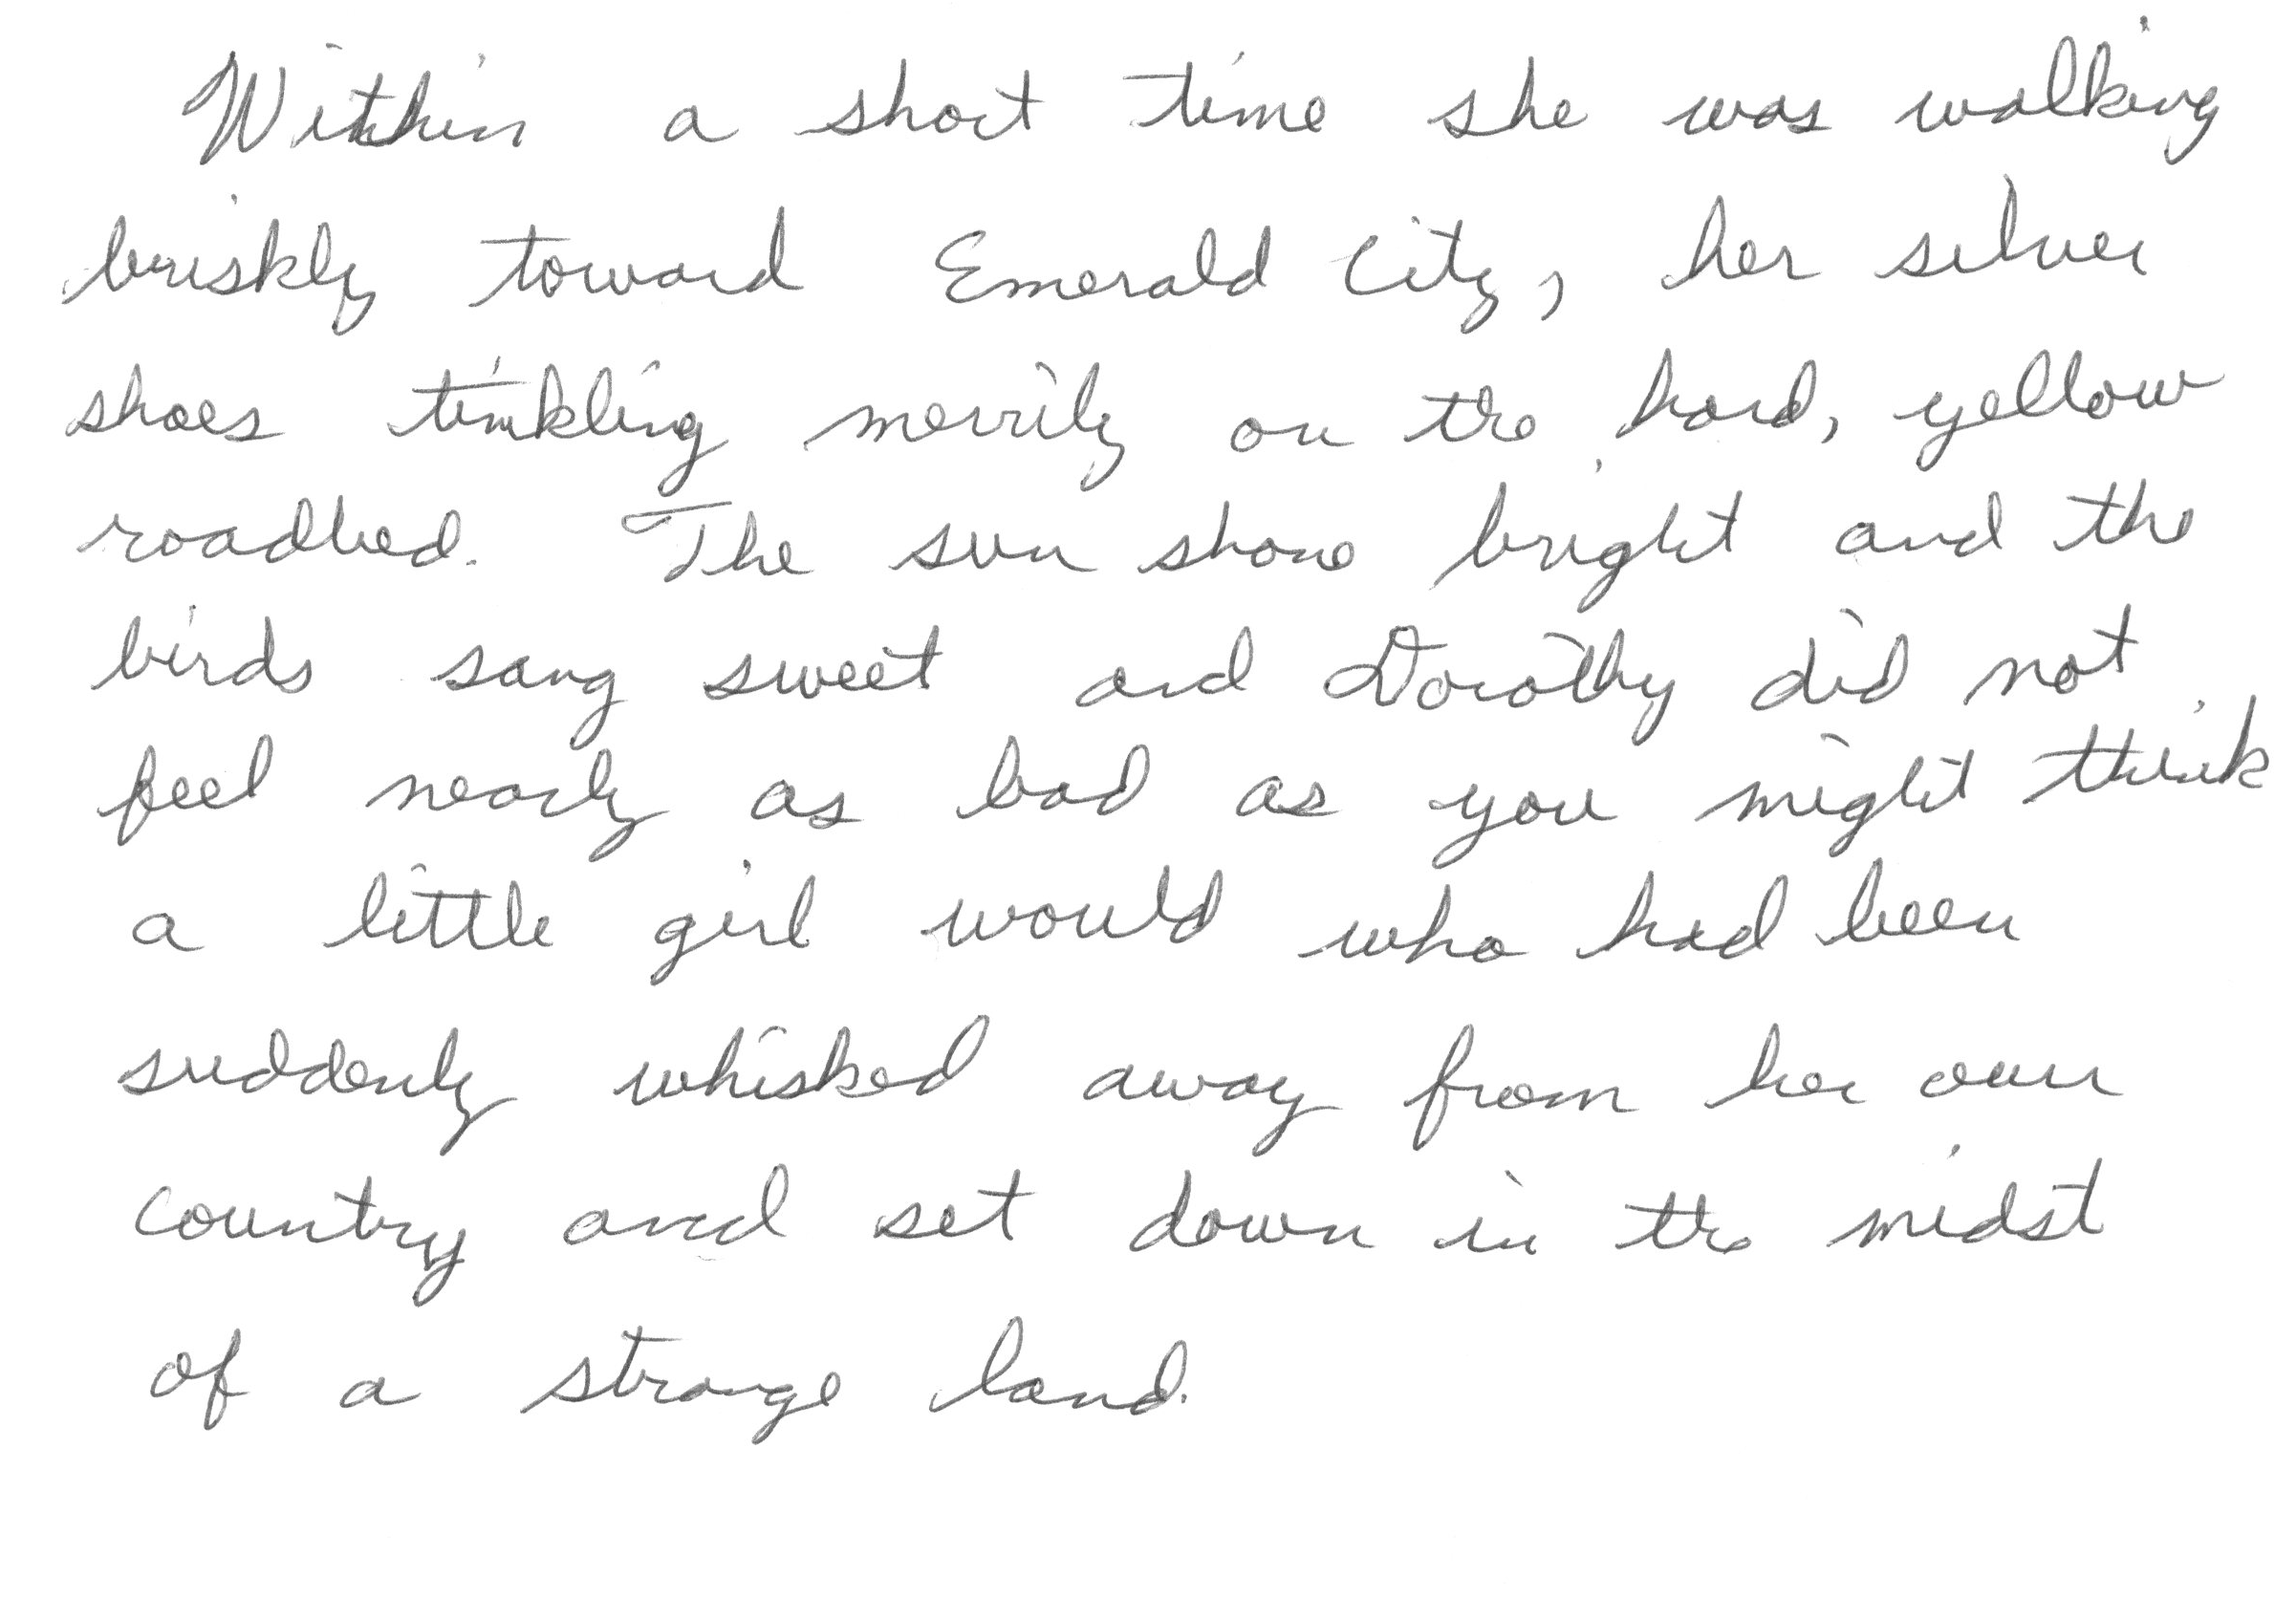 Within a short time she was walking
briskly toward Emerald City, her silver
shoes tinkling merrily on the hard, yellow
roadbed. The sun shone bright and the
birds sang sweet and Dorothy did not
feel nearly as bad as you might think
a little girl would who had been
suddenly whisked away from her own
country and set down in the midst
of a strange land.